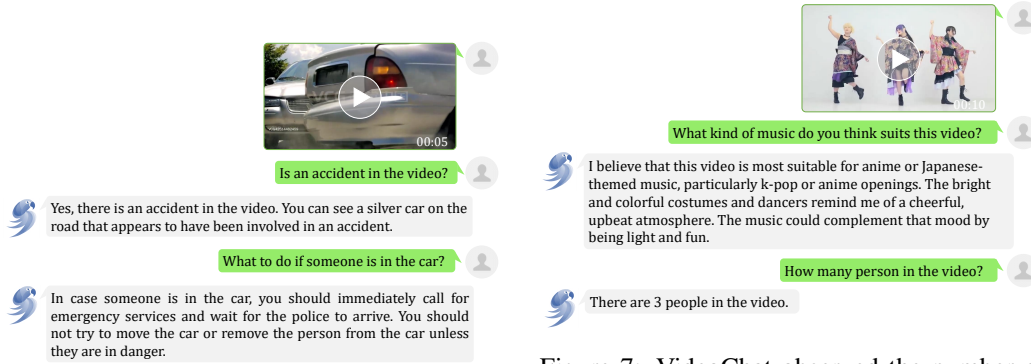 00:05
Is an accident in the video?
Yes, there is an accident in the video. You can see a silver car on the
road that appears to have been involved in an accident.
What to do if someone is in the car?
In case someone is in the car, you should immediately call for
emergency services and wait for the police to arrive. You should
not try to move the car or remove the person from the car unless
they are in danger.
00:10
What kind of music do you think suits this video?
I believe that this video is most suitable for anime or Japanese-
themed music, particularly k-pop or anime openings. The bright
and colorful costumes and dancers remind me of a cheerful,
upbeat atmosphere. The music could complement that mood by
being light and fun.
How many person in the video?
There are 3 people in the video.